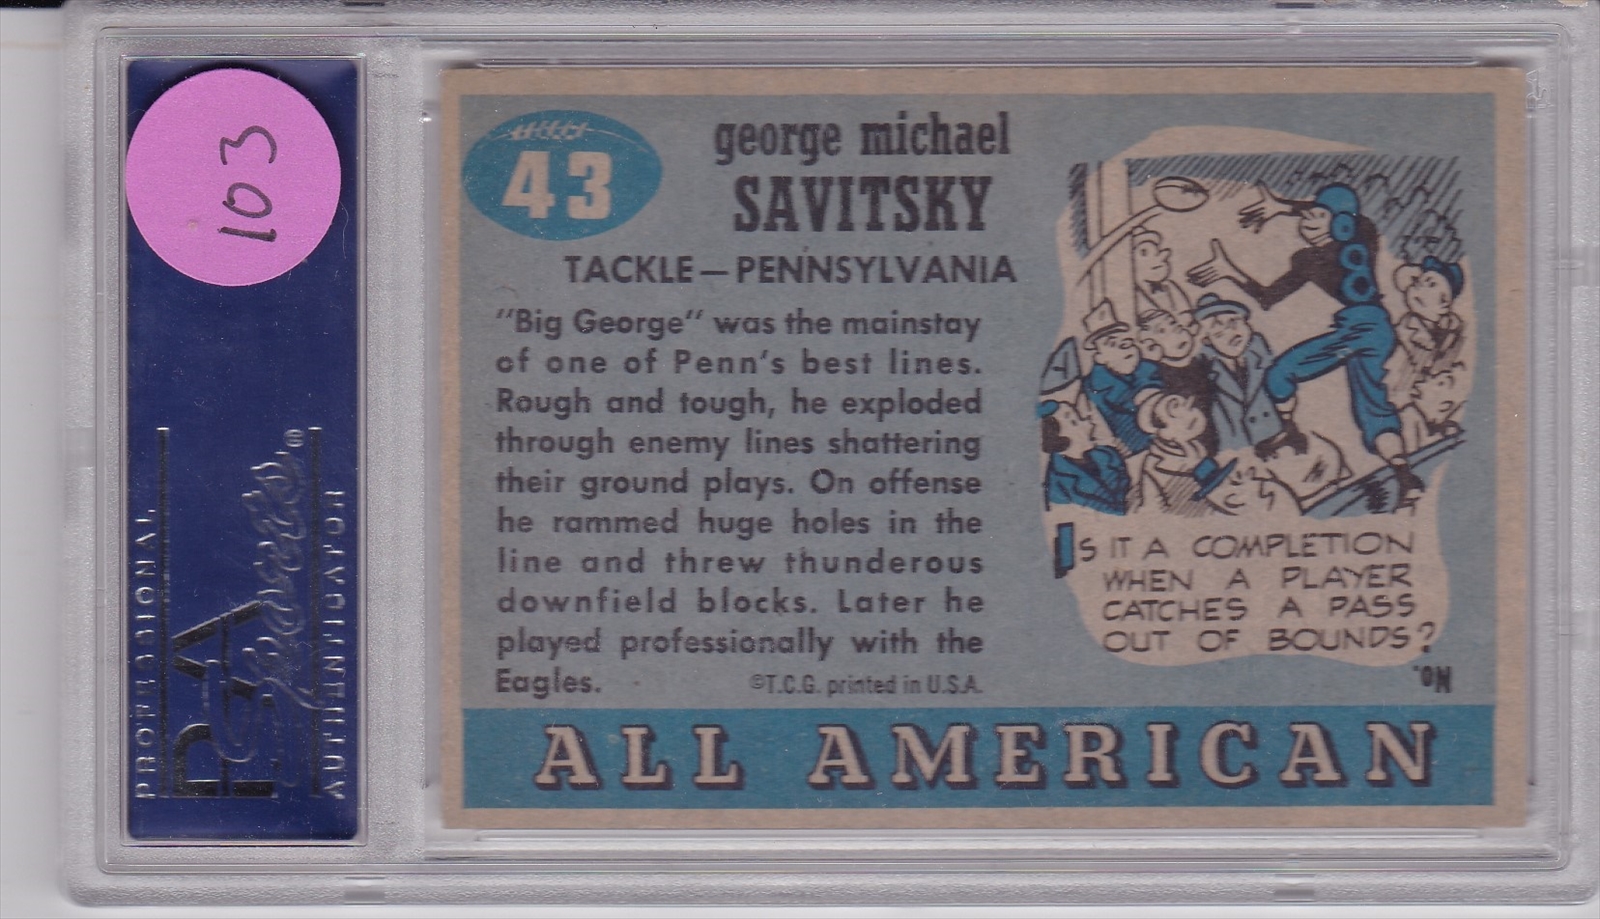 103
PROFESSIONAL
PSA
Sports®
AUTHENTICATOR
43
george michael
SAVITSKY
TACKLE—PENNSYLVANIA
"Big George" was the mainstay
of one of Penn's best lines.
Rough and tough, he exploded
through enemy lines shattering
their ground plays. On offense
he rammed huge holes in the
line and threw thunderous
downfield blocks. Later he
played professionally with the
Eagles.
©T.C.G. printed in U.S.A.
IS IT A COMPLETION
WHEN A PLAYER
CATCHES A PASS
OUT OF BOUNDS?
NO.
ALL AMERICAN